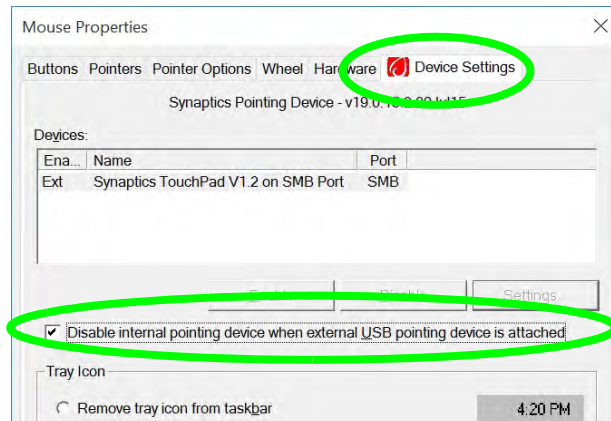 Mouse Properties
Buttons Pointers Pointer Options Wheel Hardware Device Settings
Synaptics Pointing Device -
Devices:
Ena... Name Port
Ext Synaptics TouchPad V1.2 on SMB Port SMB
Settings
Disable internal pointing device when external USB pointing device is attached
Tray Icon
Remove tray icon from taskbar
4:20 PM